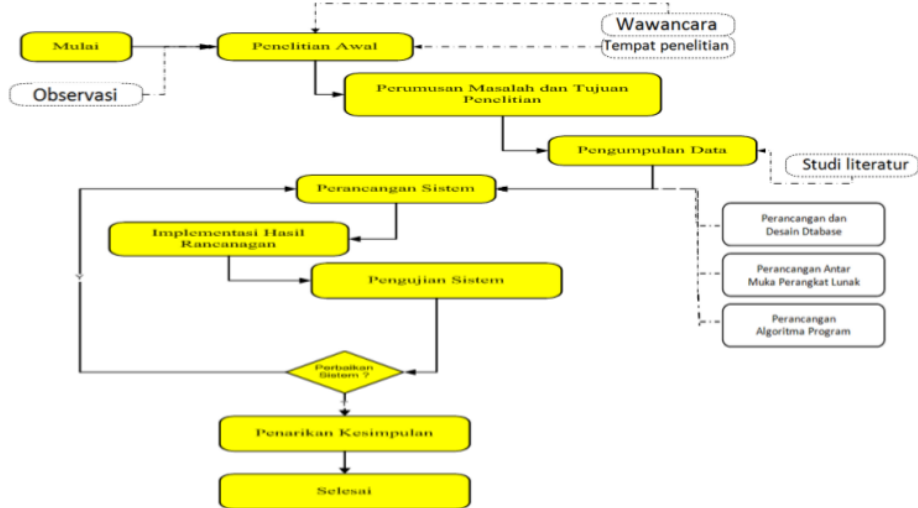 Wawancara
Mulai
Penelitian Awal
Tempat penelitian
Observasi
Perumusan Masalah dan Tujuan
Penelitian
Pengumpulan Data
Studi literatur
Perancangan Sistem
Perancangan dan
Desain Dtabase
Implementasi Hasil
Rancanagan
Perancangan Antar
Muka Perangkat Lunak
Pengujian Sistem
Perancangan
Algoritma Program
Perbaikan
Sistem ?
Penarikan Kesimpulan
Selesai